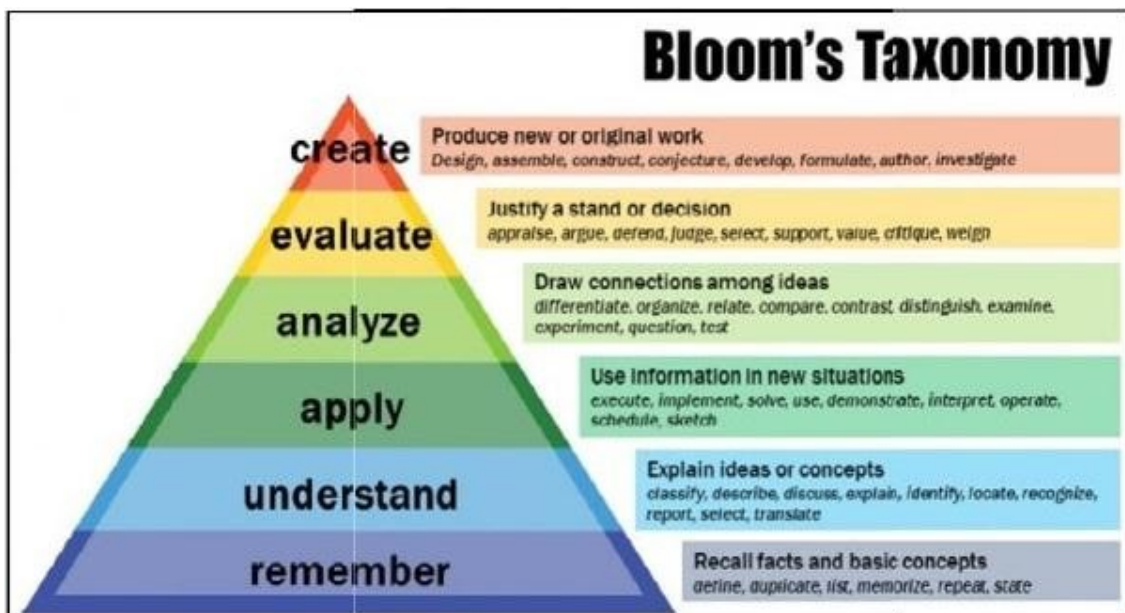 Bloom's Taxonomy
create
Produce new or original work
Design, assemble, construct, conjecture, develop, formulate, author, investigate
evaluate
Justify a stand or decision
appraise, argue, defend, judge, select, support, value, critique, weigh
analyze
Draw connections among ideas
differentiate, organize, relate, compare, contrast, distinguish, examine,
experiment, question, test
apply
Use information in new situations
execute, implement, solve, use, demonstrate, interpret, operate,
schedule, sketch
understand
Explain ideas or concepts
classify, describe, discuss, explain, identify, locate, recognize,
report, select, translate
remember
Recall facts and basic concepts
define, duplicate, list, memorize, repeat, state